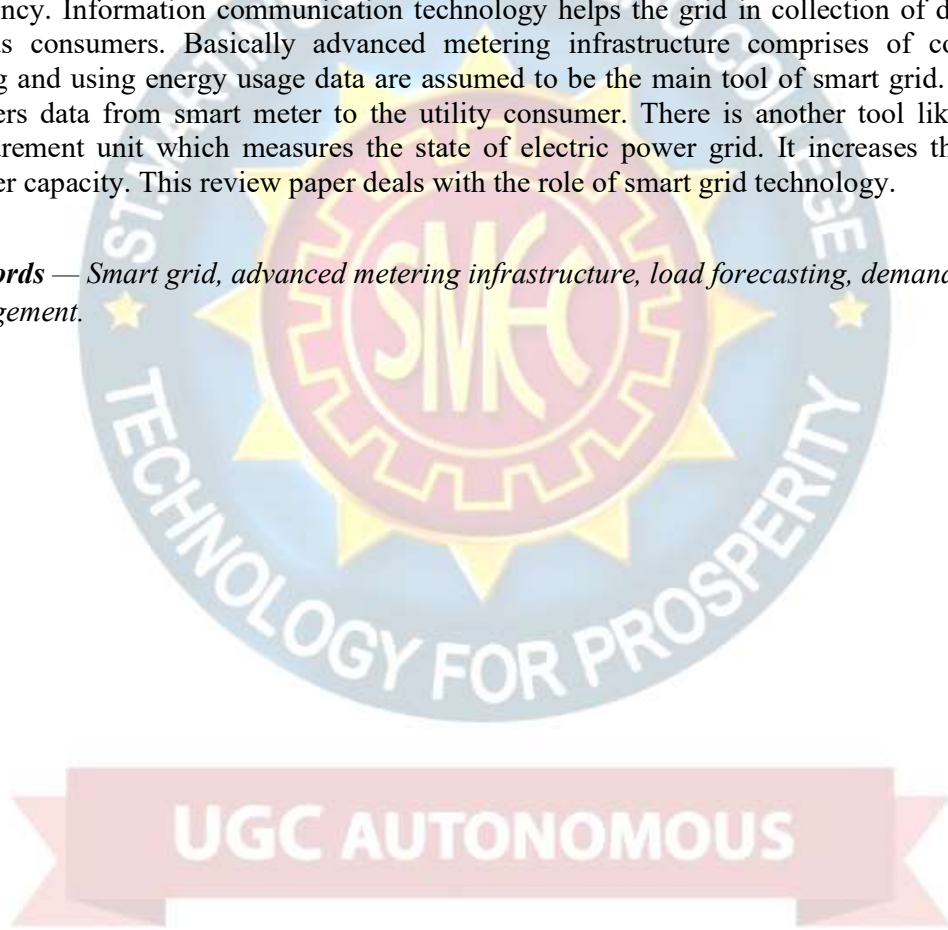 ncy. Information communication technology helps the grid in collection of d
s consumers. Basically advanced metering infrastructure comprises of co
g and using energy usage data are assumed to be the main tool of smart grid.
ers data from smart meter to the utility consumer. There is another tool lik
rement unit which measures the state of electric power grid. It increases th
er capacity. This review paper deals with the role of smart grid technology.
ords — Smart grid, advanced metering infrastructure, load forecasting, demand
gement.
ST. MARTIN'S COLLEGE
SMEC
TECHNOLOGY FOR PROSPERITY
UGC AUTONOMOUS